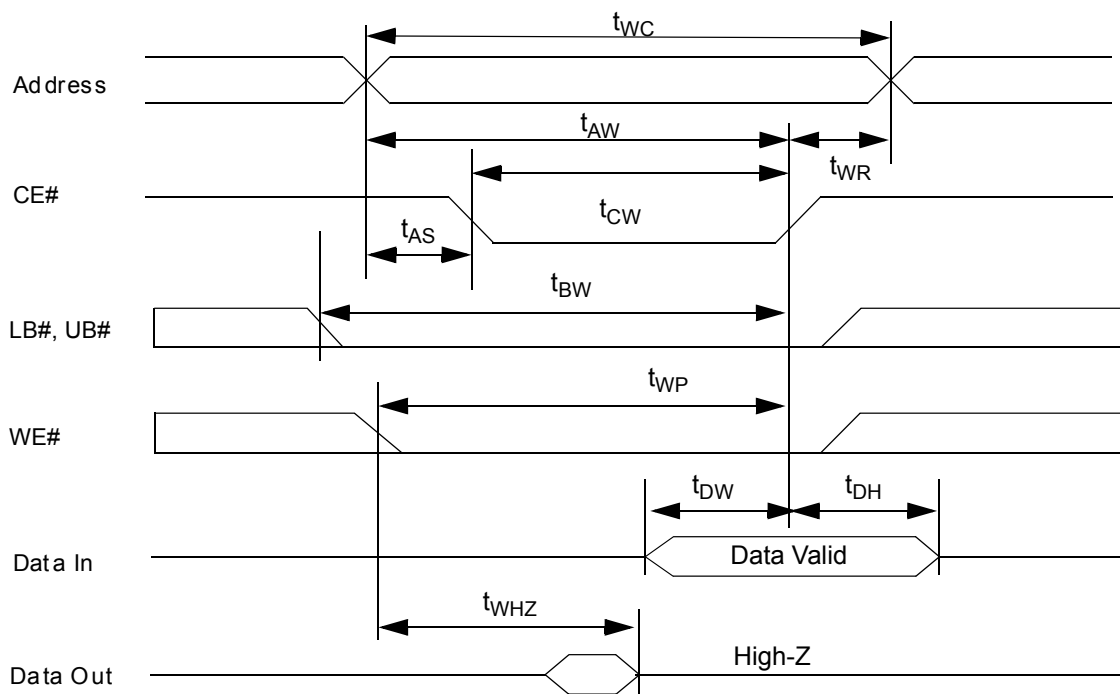 tWC
Address
tAW
tWR
CE#
tCW
tAS
tBW
LB#, UB#
tWP
WE#
tDW
tDH
Data In
Data Valid
tWHZ
High-Z
Data Out